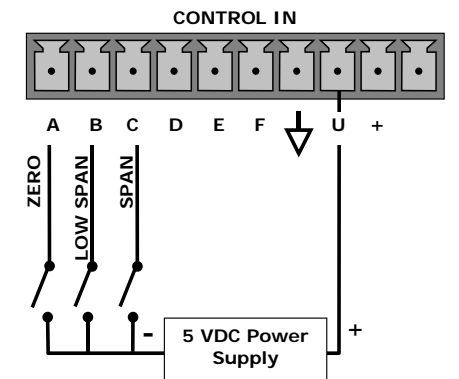 CONTROL IN
A B C D E F U +
ZERO
LOW SPAN
SPAN
- +
5 VDC Power
Supply